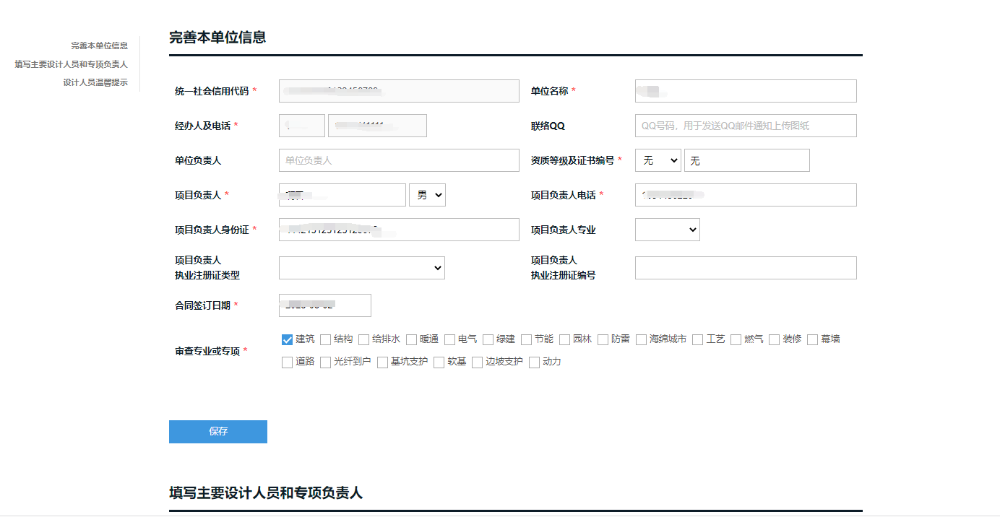 完善本单位信息
完善本单位信息
填写主要设计人员和专项负责人
设计人员温馨提示
统一社会信用代码 *
单位名称 *
经办人及电话 *
联络QQ
QQ号码，用于发送QQ邮件通知上传图纸
单位负责人
单位负责人
资质等级及证书编号 *
无
无
项目负责人 *
男
项目负责人电话 *
项目负责人身份证 *
项目负责人专业
项目负责人
执业注册证类型
项目负责人
执业注册证编号
合同签订日期 *
审查专业或专项 *
建筑 结构 给排水 暖通 电气 绿建 节能 园林 防雷 海绵城市 工艺 燃气 装修 幕墙
道路 光纤到户 基坑支护 软基 边坡支护 动力
保存
填写主要设计人员和专项负责人